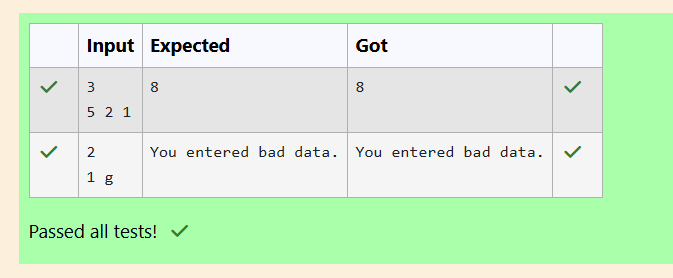 Input Expected Got
3 8 8
5 2 1
2 You entered bad data. You entered bad data.
1 g
Passed all tests!